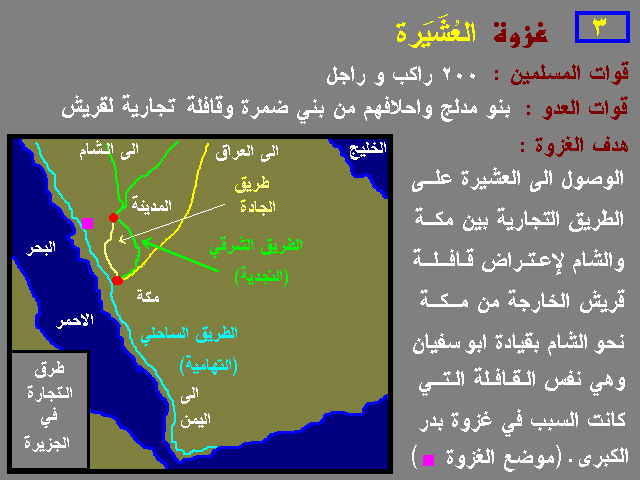 ٣
غزوة العُشَيَرة
قوات المسلمين : ٢٠٠ راكب و راجل
قوات العدو : بنو مدلج واحلافهم من بني ضمرة وقافلة تجارية لقريش
هدف الغزوة :
الوصول الى العشيرة على
الطريق التجارية بين مكة
والشام لإعتراض قافلة
قريش الخارجة من مكة
نحو الشام بقيادة ابو سفيان
وهي نفس القافلة التي
كانت السبب في غزوة بدر
الكبرى . (موضع الغزوة )
الخليج
الى العراق
الى الشام
طريق
الجادة
المدينة
البحر
الطريق الشرقي
(النجدية)
مكة
الاحمر
الطريق الساحلي
(التهامية)
الى
اليمن
طرق
التجارة
في
الجزيرة